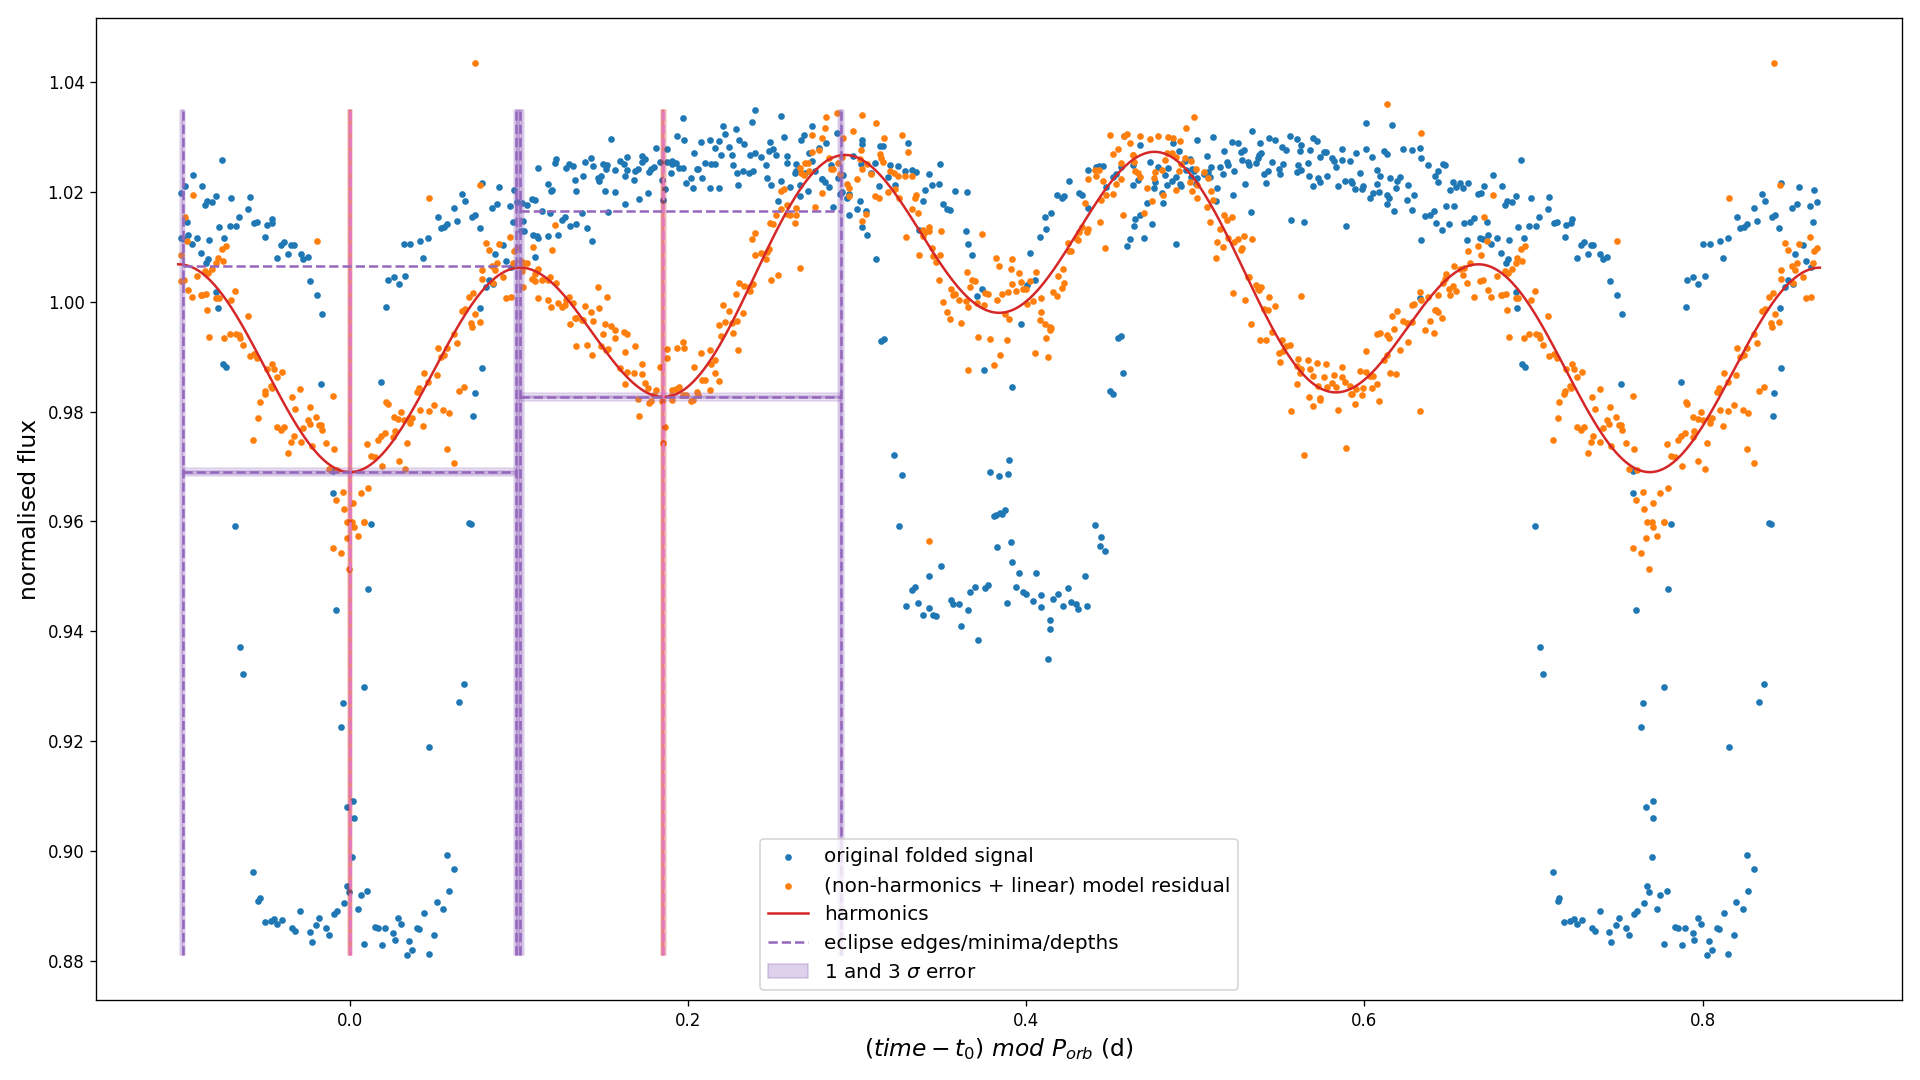 normalised flux
1.04
1.02
1.00
0.98
0.96
0.94
0.92
0.90
0.88
original folded signal
(non-harmonics + linear) model residual
harmonics
eclipse edges/minima/depths
1 and 3 σ error
0.0 0.2 0.4 0.6 0.8
(time − t₀) mod P_orb (d)